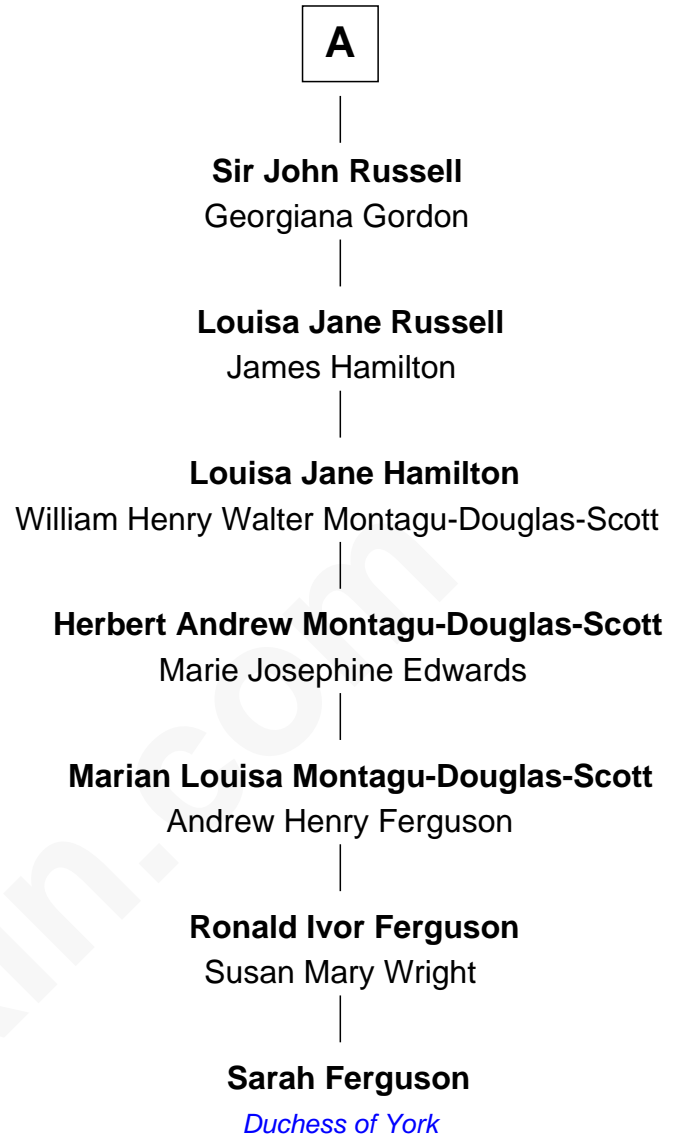 A
Sir John Russell
Georgiana Gordon
Louisa Jane Russell
James Hamilton
Louisa Jane Hamilton
William Henry Walter Montagu-Douglas-Scott
Herbert Andrew Montagu-Douglas-Scott
Marie Josephine Edwards
Marian Louisa Montagu-Douglas-Scott
Andrew Henry Ferguson
Ronald Ivor Ferguson
Susan Mary Wright
Sarah Ferguson
Duchess of York